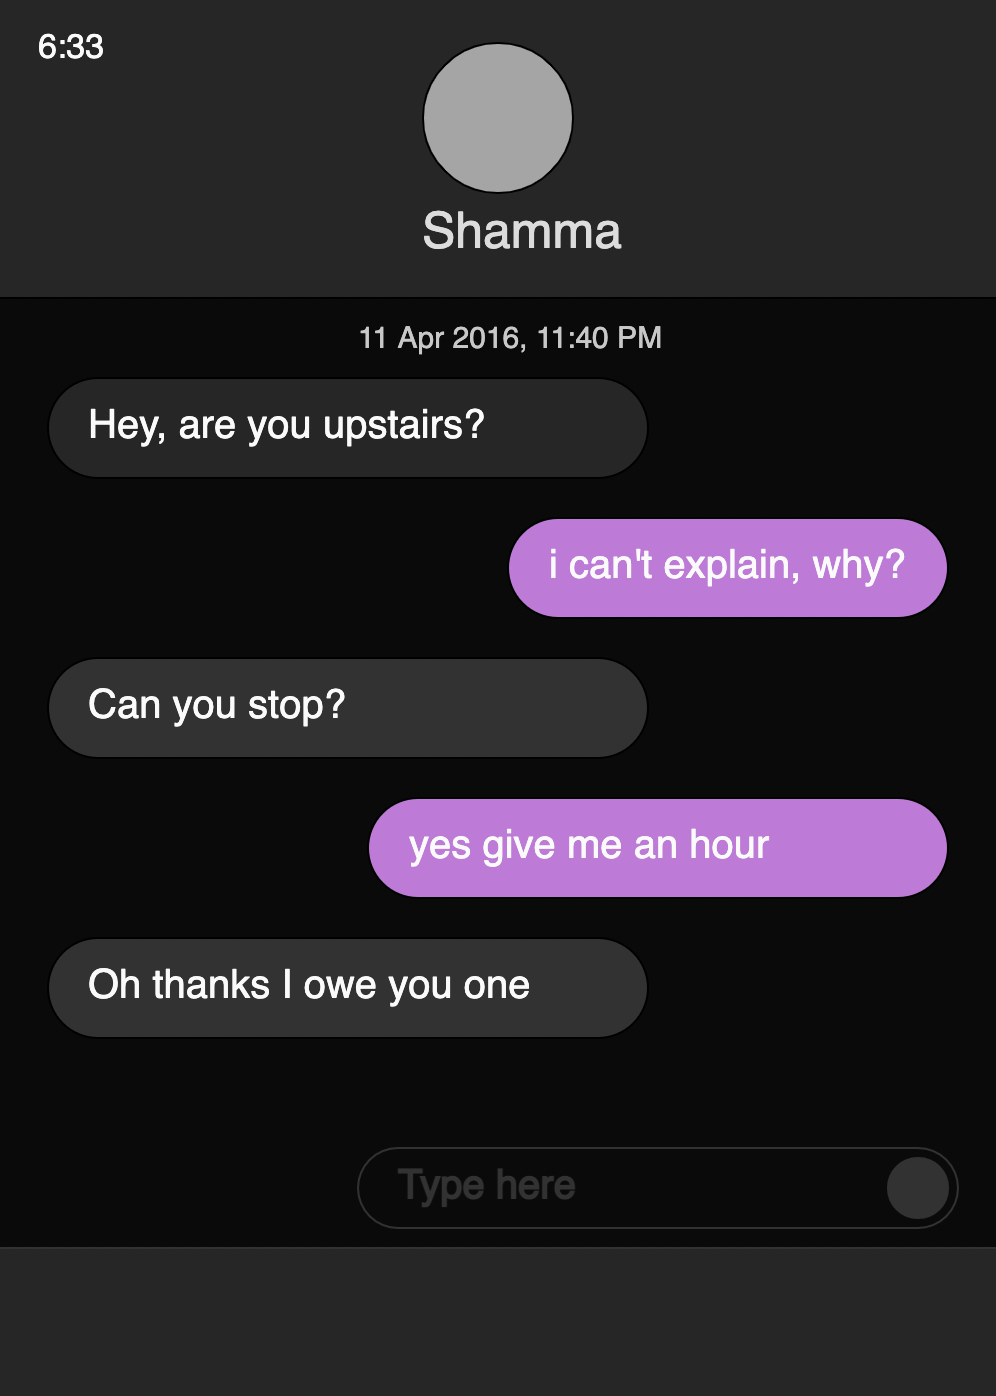 6:33
Shamma
11 Apr 2016, 11:40 PM
Hey, are you upstairs?
i can't explain, why?
Can you stop?
yes give me an hour
Oh thanks I owe you one
Type here